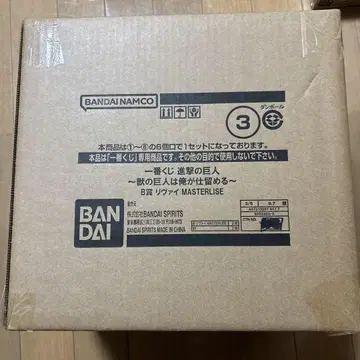 BANDAI NAMCO
③
ダンボール
本商品は①~⑥の6個口で1セットになっております。
本品は「一番くじ」専用商品です。その他の目的で使用しないで下さい。
一番くじ 進撃の巨人
~獣の巨人は俺が仕留める~
B賞 リヴァイ MASTERLISE
BAN
DAI
発売元
株式会社BANDAI SPIRITS
BANDAI SPIRITS MADE IN CHINA